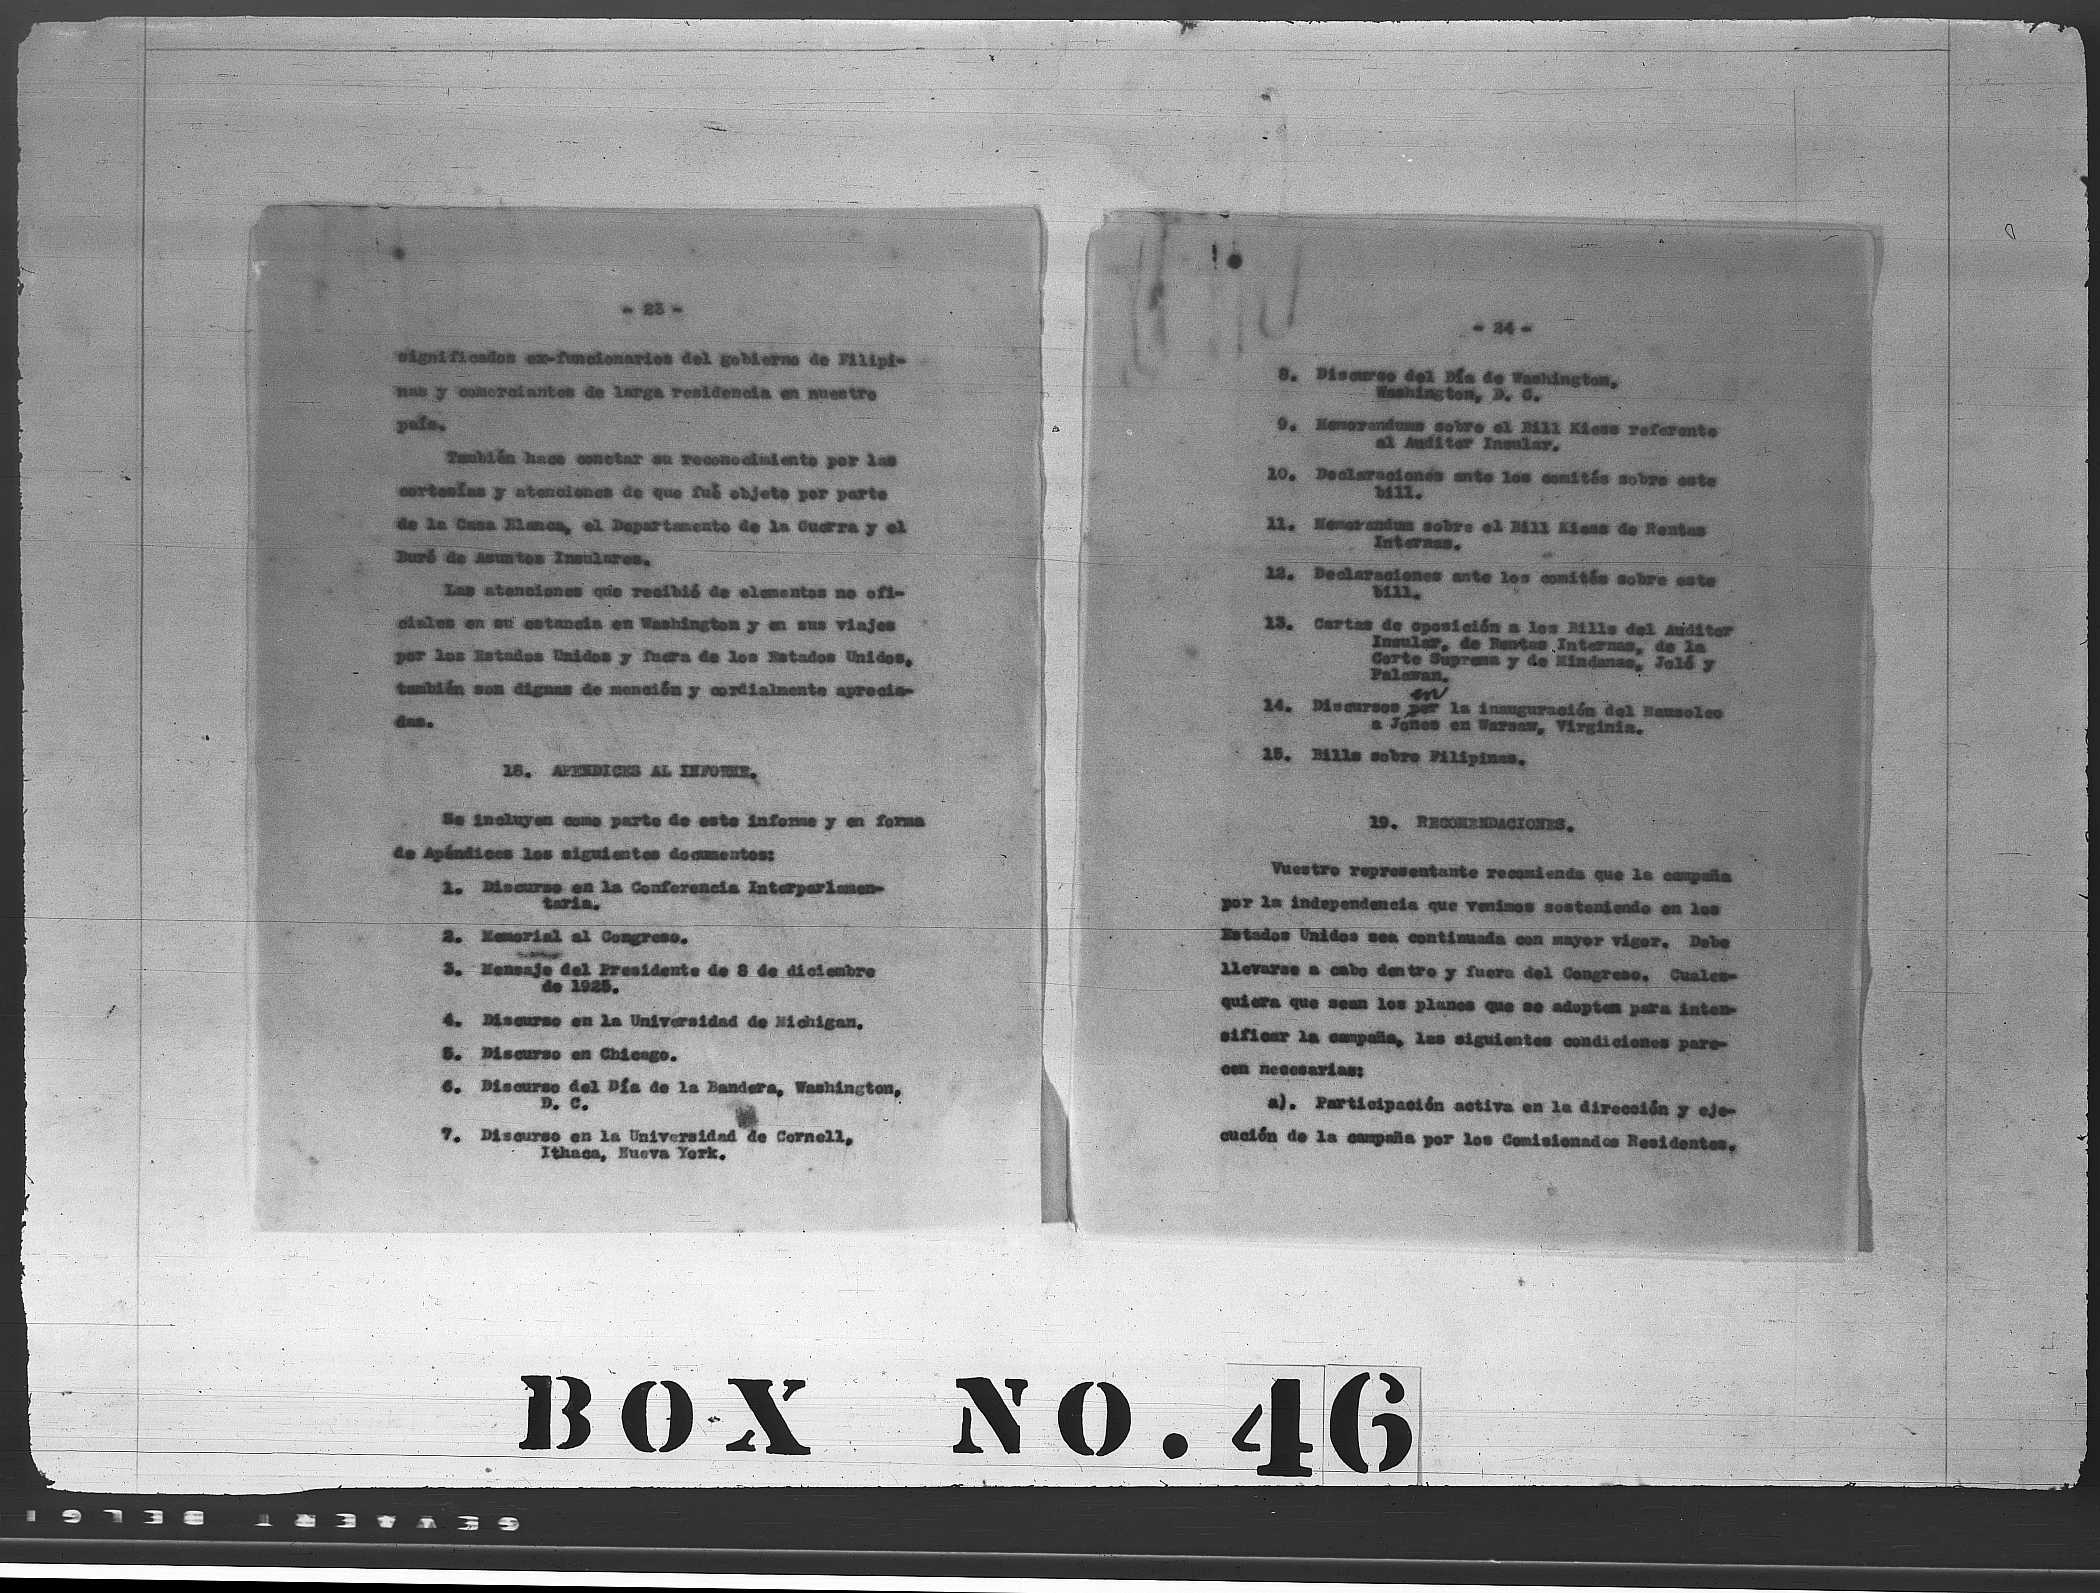 - 23 -
significados ex-funcionarios del gobierno de Filipi-
nas y comerciantes de larga residencia en nuestro
país.
También hace constar su reconocimiento por las
cortesías y atenciones de que fué objeto por parte
de la Casa Blanca, el Departamento de la Guerra y el
Buró de Asuntos Insulares.
Las atenciones que recibió de elementos no ofi-
ciales en su estancia en Washington y en sus viajes
por los Estados Unidos y fuera de los Estados Unidos,
también son dignas de mención y cordialmente aprecia-
das.
18. APENDICES AL INFORME.
Se incluyen como parte de este informe y en forma
de Apéndices los siguientes documentos:
1. Discurso en la Conferencia Interparlamen-
taria.
2. Memorial al Congreso.
3. Mensaje del Presidente de 8 de diciembre
de 1925.
4. Discurso en la Universidad de Michigan.
5. Discurso en Chicago.
6. Discurso del Día de la Bandera, Washington,
D. C.
7. Discurso en la Universidad de Cornell,
Ithaca, Nueva York.
- 24 -
8. Discurso del Día de Washington,
Washington, D. C.
9. Memorandums sobre el Bill Kiess referente
al Auditor Insular.
10. Declaraciones ante los comités sobre este
bill.
11. Memorandum sobre el Bill Kiess de Rentas
Internas.
12. Declaraciones ante los comités sobre este
bill.
13. Cartas de oposición a los Bills del Auditor
Insular, de Rentas Internas, de la
Corte Suprema y de Mindanao, Joló y
Palawan.
en
14. Discursos por la inauguración del Mausoleo
a Jones en Warsaw, Virginia.
15. Bills sobre Filipinas.
19. RECOMENDACIONES.
Vuestro representante recomienda que la campaña
por la independencia que venimos sosteniendo en los
Estados Unidos sea continuada con mayor vigor. Debe
llevarse a cabo dentro y fuera del Congreso. Cuales-
quiera que sean los planes que se adopten para inten-
sificar la campaña, las siguientes condiciones pare-
cen necesarias:
a). Participación activa en la dirección y eje-
cución de la campaña por los Comisionados Residentes.
BOX NO. 46
GEVAERT BELGI